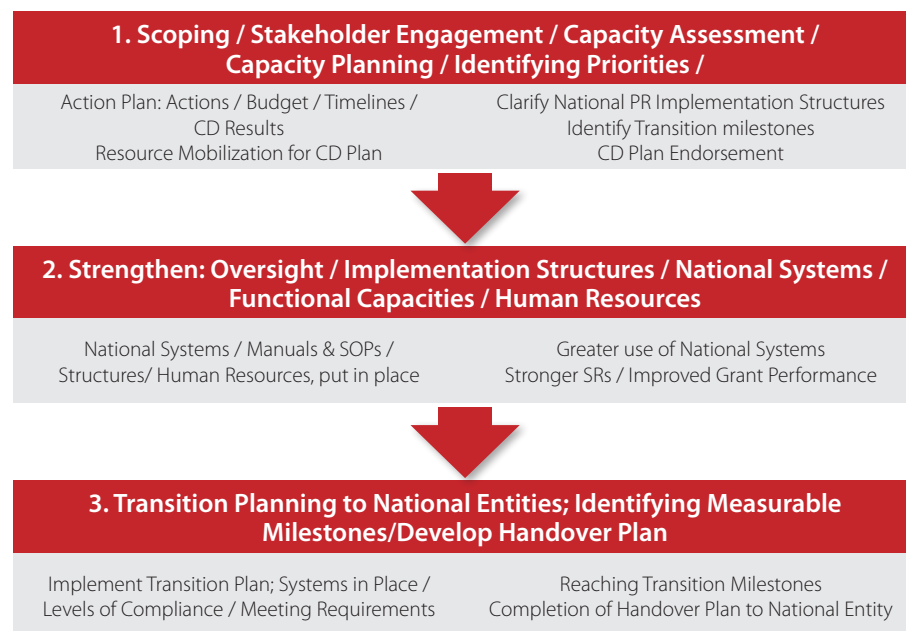 1. Scoping / Stakeholder Engagement / Capacity Assessment /
Capacity Planning / Identifying Priorities /
Action Plan: Actions / Budget / Timelines /
CD Results
Resource Mobilization for CD Plan
Clarify National PR Implementation Structures
Identify Transition milestones
CD Plan Endorsement
2. Strengthen: Oversight / Implementation Structures / National Systems /
Functional Capacities / Human Resources
National Systems / Manuals & SOPs /
Structures/ Human Resources, put in place
Greater use of National Systems
Stronger SRs / Improved Grant Performance
3. Transition Planning to National Entities; Identifying Measurable
Milestones/Develop Handover Plan
Implement Transition Plan; Systems in Place /
Levels of Compliance / Meeting Requirements
Reaching Transition Milestones
Completion of Handover Plan to National Entity